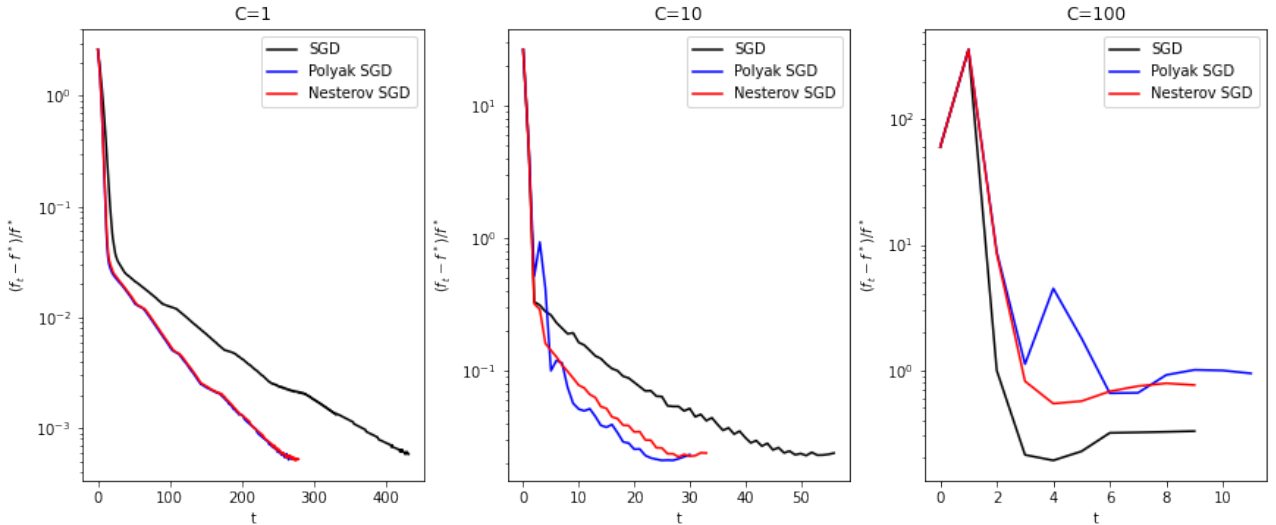 C=1
(f_t − f*)/f*
10⁰
10⁻¹
10⁻²
10⁻³
0 100 200 300 400
t
SGD
Polyak SGD
Nesterov SGD
C=10
(f_t − f*)/f*
10¹
10⁰
10⁻¹
0 10 20 30 40 50
t
SGD
Polyak SGD
Nesterov SGD
C=100
(f_t − f*)/f*
10²
10¹
10⁰
0 2 4 6 8 10
t
SGD
Polyak SGD
Nesterov SGD